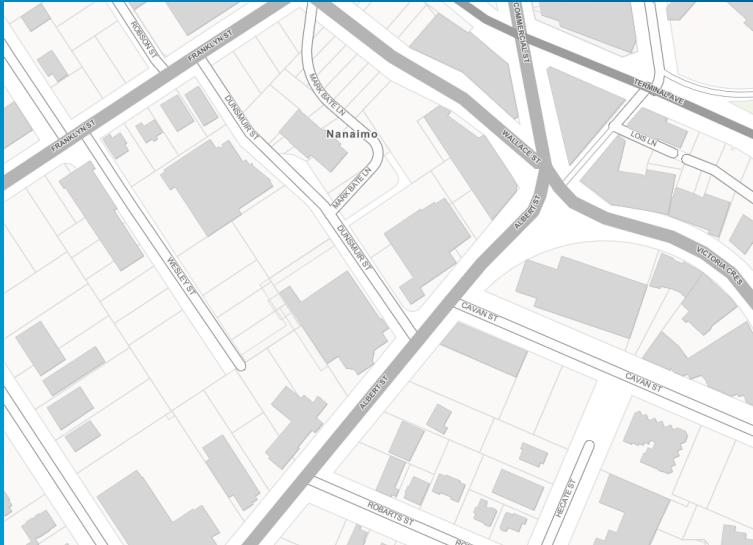 COMMERCIAL ST
ROBSON ST
FRANKLYN ST
TERMINAL AVE
MARK BATE LN
DUNSMUIR ST
FRANKLYN ST
Nanaimo
LOIS LN
WALLACE ST
MARK BATE LN
ALBERT ST
DUNSMUIR ST
VICTORIA CRES
WESLEY ST
CAVAN ST
CAVAN ST
ALBERT ST
HECATE ST
ROBARTS ST